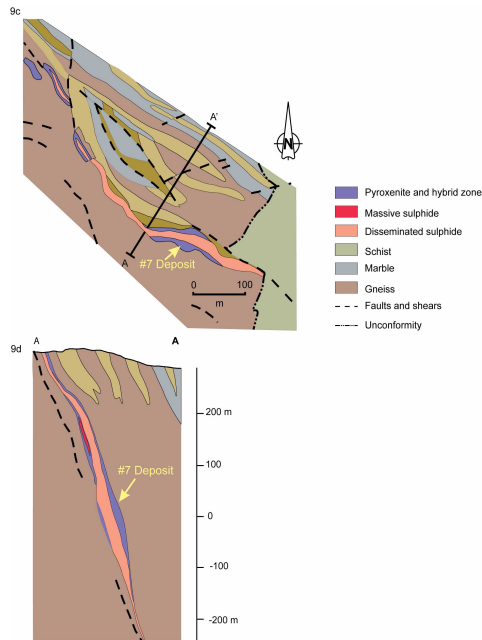 9c
A'
N
A
#7 Deposit
0 100
m
Pyroxenite and hybrid zone
Massive sulphide
Disseminated sulphide
Schist
Marble
Gneiss
Faults and shears
Unconformity
9d
A A
200 m
100
#7 Deposit
0
-100
-200 m